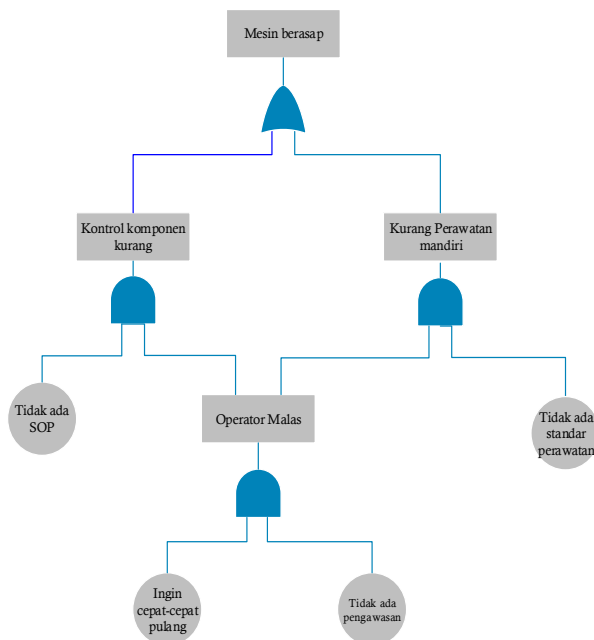 Mesin berasap
Kontrol komponen
kurang
Kurang Perawatan
mandiri
Tidak ada
SOP
Operator Malas
Tidak ada
standar
perawatan
Ingin
cepat-cepat
pulang
Tidak ada
pengawasan